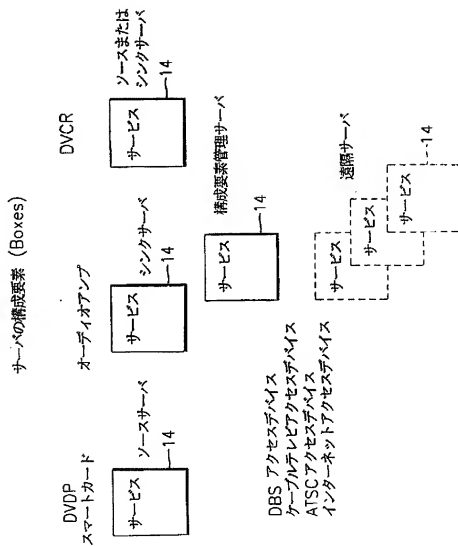 サーバの構成要素 (Boxes)
DVDP
スマートカード
サービス
ソースサーバ
14
オーディオアンプ
サービス
シンクサーバ
14
DVCR
サービス
ソースまたは
シンクサーバ
14
サービス
構成要素管理サーバ
14
DBS アクセスデバイス
ケーブルテレビアクセスデバイス
ATSC アクセスデバイス
インターネットアクセスデバイス
サービス
サービス
サービス
遠隔サーバ
14